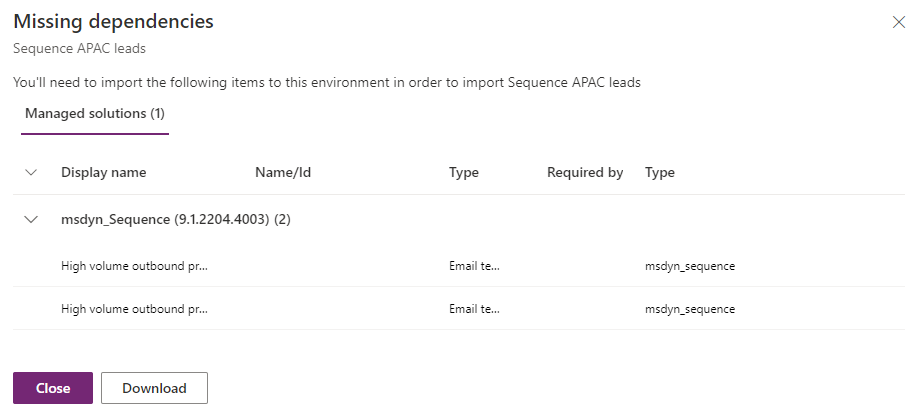 Missing dependencies
Sequence APAC leads
You'll need to import the following items to this environment in order to import Sequence APAC leads
Managed solutions (1)
Display name Name/Id Type Required by Type
msdyn_Sequence (9.1.2204.4003) (2)
High volume outbound pr... Email te... msdyn_sequence
High volume outbound pr... Email te... msdyn_sequence
Close Download